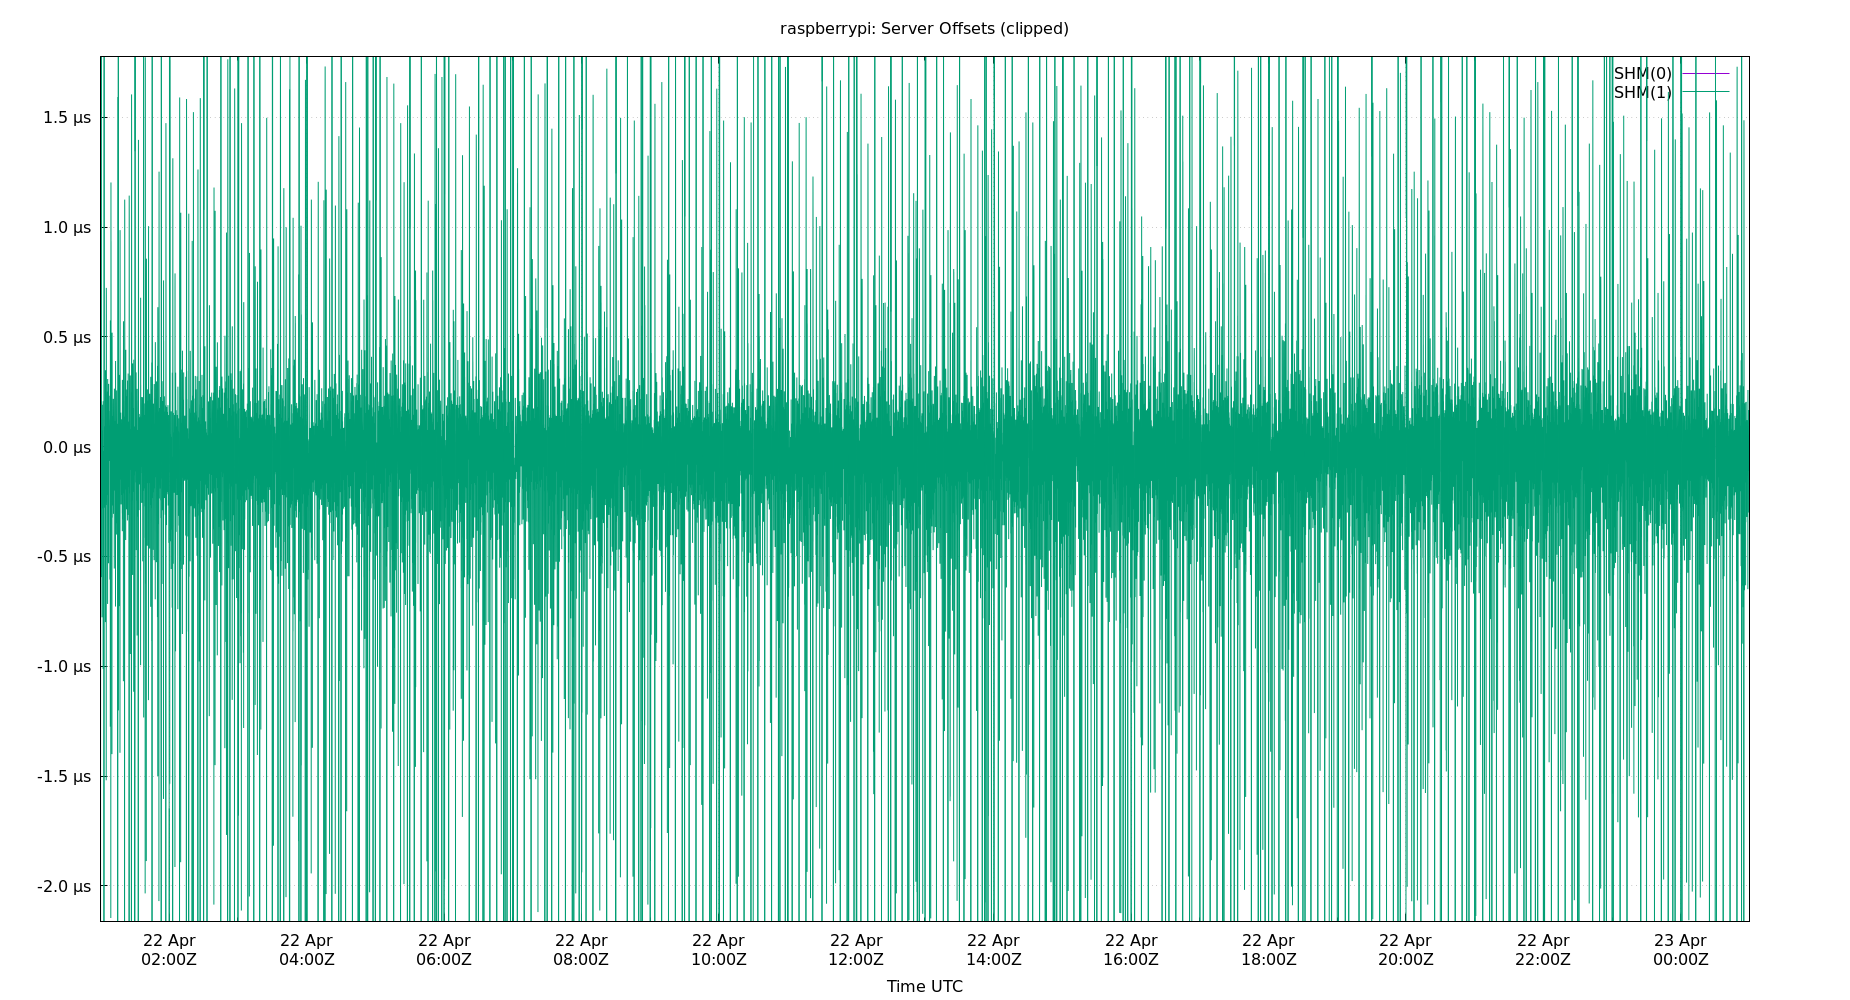 raspberrypi: Server Offsets (clipped)
SHM(0)
SHM(1)
1.5 µs
1.0 µs
0.5 µs
0.0 µs
-0.5 µs
-1.0 µs
-1.5 µs
-2.0 µs
22 Apr 22 Apr 22 Apr 22 Apr 22 Apr 22 Apr 22 Apr 22 Apr 22 Apr 22 Apr 22 Apr 23 Apr
02:00Z 04:00Z 06:00Z 08:00Z 10:00Z 12:00Z 14:00Z 16:00Z 18:00Z 20:00Z 22:00Z 00:00Z
Time UTC